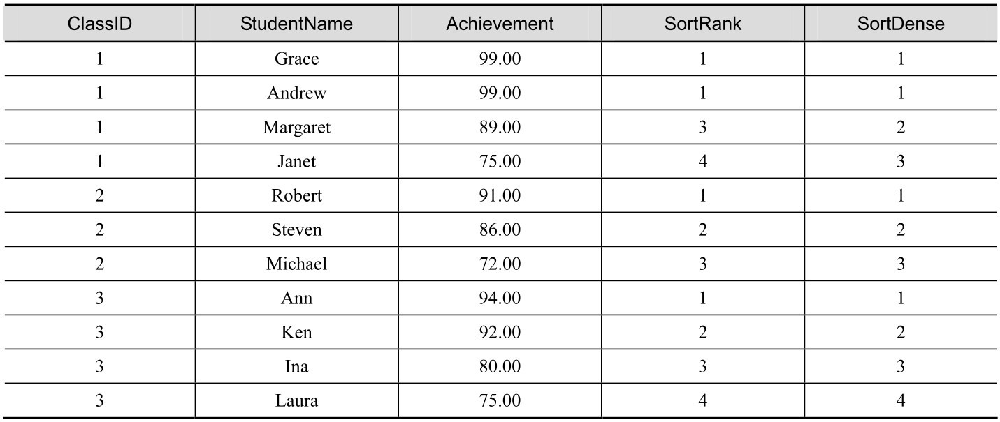 ClassID StudentName Achievement SortRank SortDense
1 Grace 99.00 1 1
1 Andrew 99.00 1 1
1 Margaret 89.00 3 2
1 Janet 75.00 4 3
2 Robert 91.00 1 1
2 Steven 86.00 2 2
2 Michael 72.00 3 3
3 Ann 94.00 1 1
3 Ken 92.00 2 2
3 Ina 80.00 3 3
3 Laura 75.00 4 4